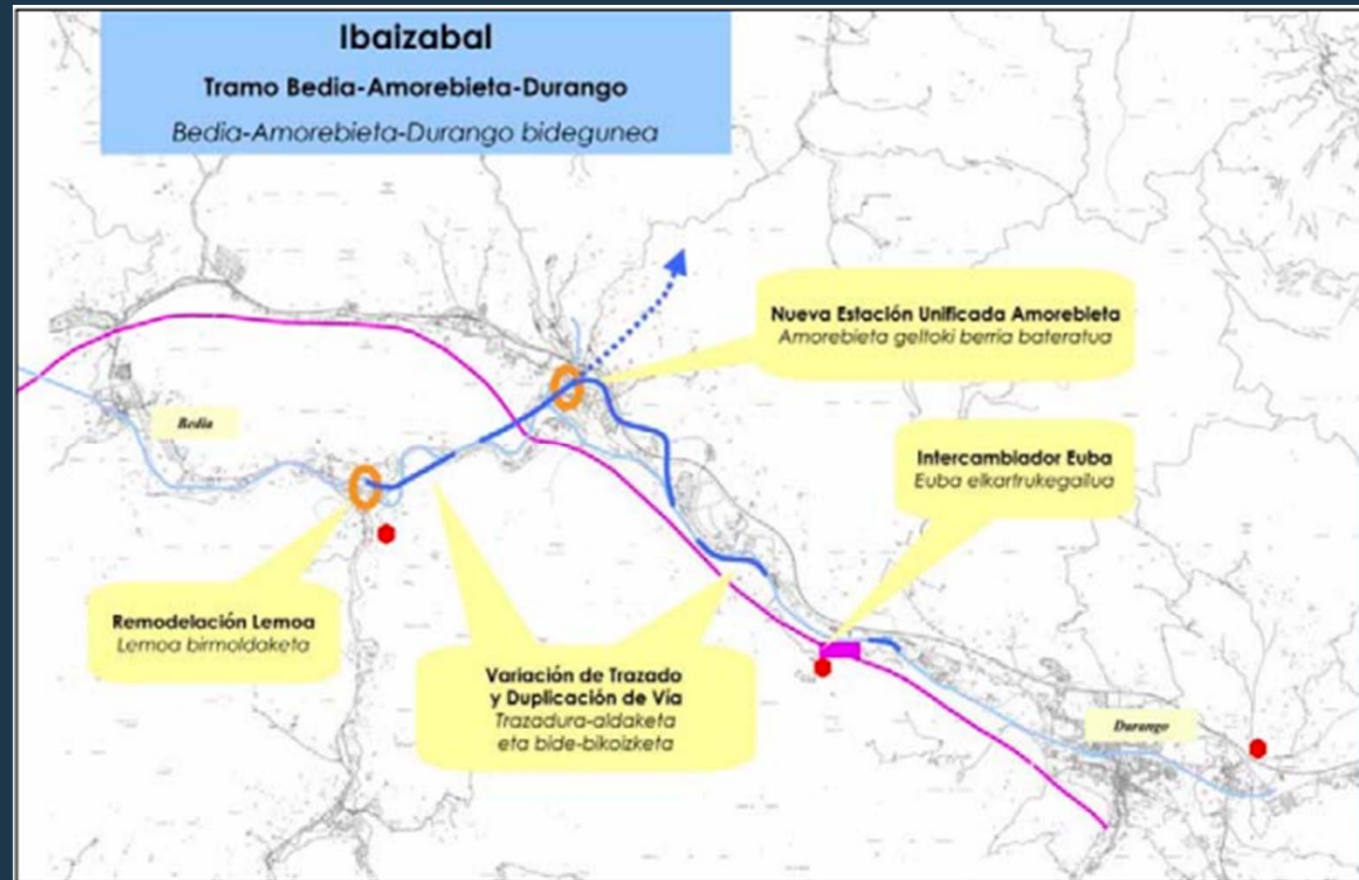 Ibaizabal
Tramo Bedia-Amorebieta-Durango
Bedia-Amorebieta-Durango bidegunea
Nueva Estación Unificada Amorebieta
Amorebieta geltoki berria bateratua
Bedia
Intercambiador Euba
Euba elkartrukegailua
Remodelación Lemoa
Lemoa birmoldaketa
Variación de Trazado
y Duplicación de Vía
Trazadura-aldaketa
eta bide-bikoizketa
Durango